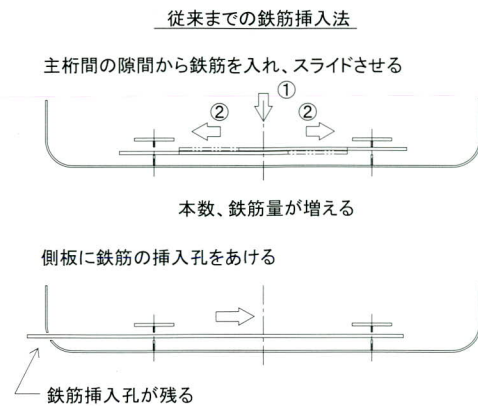 従来までの鉄筋挿入法
主桁間の隙間から鉄筋を入れ、スライドさせる
①
② ②
本数、鉄筋量が増える
側板に鉄筋の挿入孔をあける
鉄筋挿入孔が残る